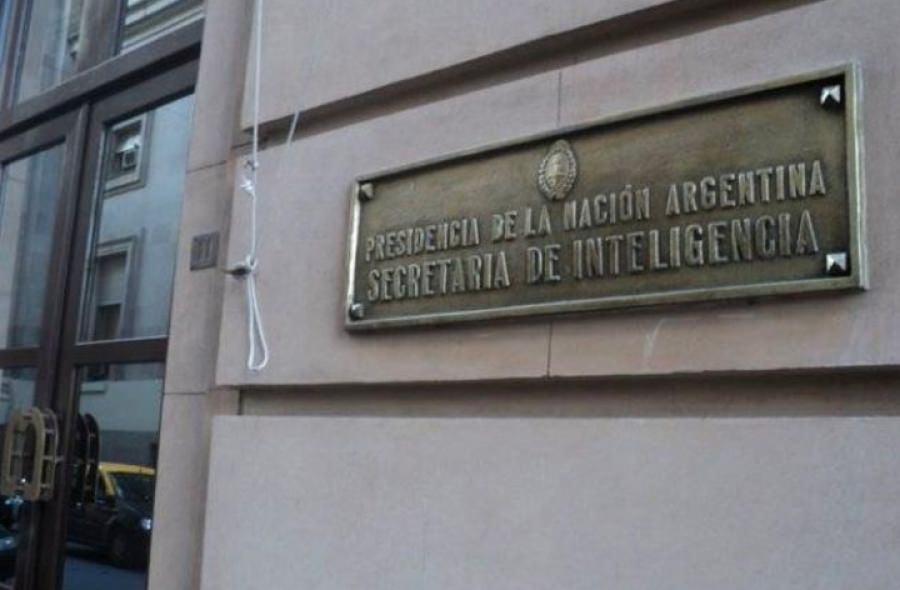 PRESIDENCIA DE LA NACIÓN ARGENTINA
SECRETARIA DE INTELIGENCIA